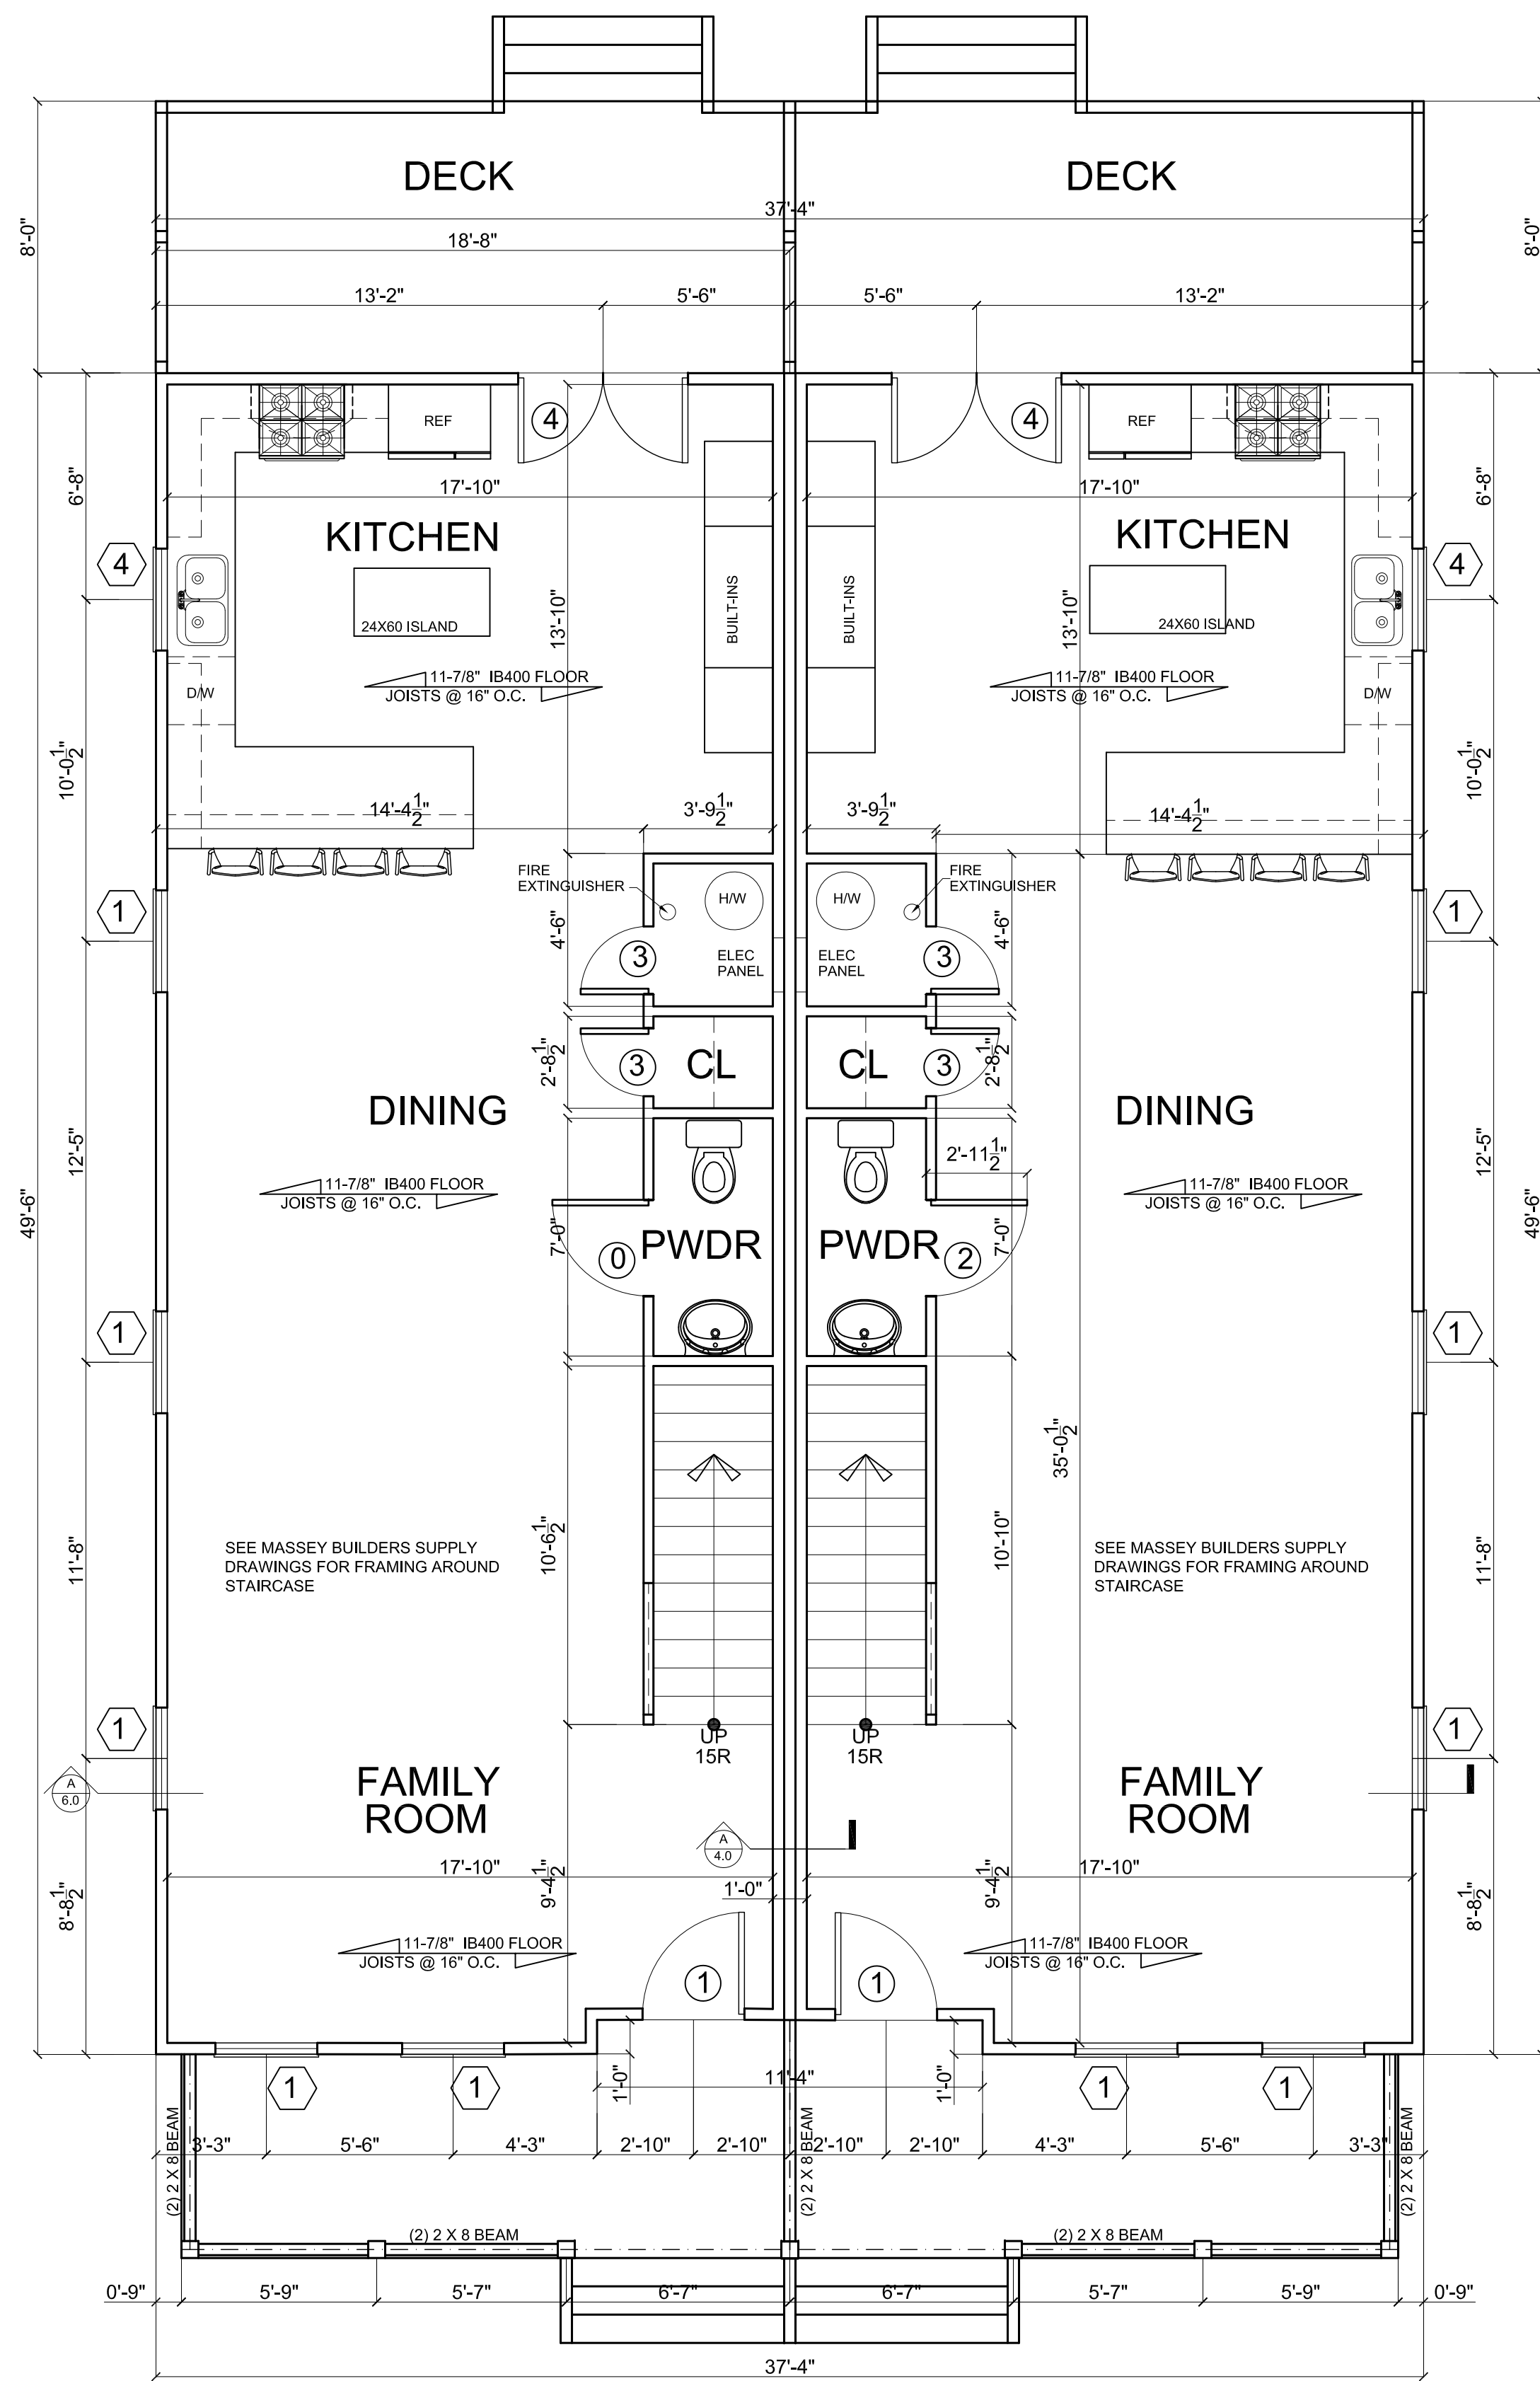 DECK
DECK
37'-4"
8'-0"
8'-0"
18'-8"
13'-2"
5'-6"
5'-6"
13'-2"
4
REF
4
REF
6'-8"
17'-10"
17'-10"
6'-8"
KITCHEN
KITCHEN
4
4
BUILT-INS
BUILT-INS
13'-10"
13'-10"
24X60 ISLAND
24X60 ISLAND
11-7/8" IB400 FLOOR
JOISTS @ 16" O.C.
11-7/8" IB400 FLOOR
JOISTS @ 16" O.C.
D/W
D/W
10'-0 1/2"
10'-0 1/2"
14'-4 1/2"
3'-9 1/2"
3'-9 1/2"
14'-4 1/2"
FIRE
EXTINGUISHER
H/W
H/W
FIRE
EXTINGUISHER
1
1
4'-6"
4'-6"
3
ELEC
PANEL
ELEC
PANEL
3
2'-8 1/2"
3
CL
CL
3
2'-8 1/2"
DINING
DINING
12'-5"
12'-5"
2'-11 1/2"
11-7/8" IB400 FLOOR
JOISTS @ 16" O.C.
11-7/8" IB400 FLOOR
JOISTS @ 16" O.C.
49'-6"
49'-6"
7'-0"
0
PWDR
PWDR
2
7'-0"
1
1
35'-0 1/2"
11'-8"
10'-6 1/2"
10'-10"
11'-8"
SEE MASSEY BUILDERS SUPPLY
DRAWINGS FOR FRAMING AROUND
STAIRCASE
SEE MASSEY BUILDERS SUPPLY
DRAWINGS FOR FRAMING AROUND
STAIRCASE
1
UP
15R
UP
15R
1
A
6.0
FAMILY
ROOM
FAMILY
ROOM
A
4.0
17'-10"
9'-4 1/2"
1'-0"
9'-4 1/2"
17'-10"
8'-8 1/2"
8'-8 1/2"
11-7/8" IB400 FLOOR
JOISTS @ 16" O.C.
11-7/8" IB400 FLOOR
JOISTS @ 16" O.C.
1
1
1
1
1'-0"
11'-4"
1'-0"
1
1
3'-3"
5'-6"
4'-3"
2'-10"
2'-10"
2'-10"
2'-10"
4'-3"
5'-6"
3'-3"
(2) 2 X 8 BEAM
(2) 2 X 8 BEAM
(2) 2 X 8 BEAM
(2) 2 X 8 BEAM
(2) 2 X 8 BEAM
0'-9"
5'-9"
5'-7"
6'-7"
6'-7"
5'-7"
5'-9"
0'-9"
37'-4"